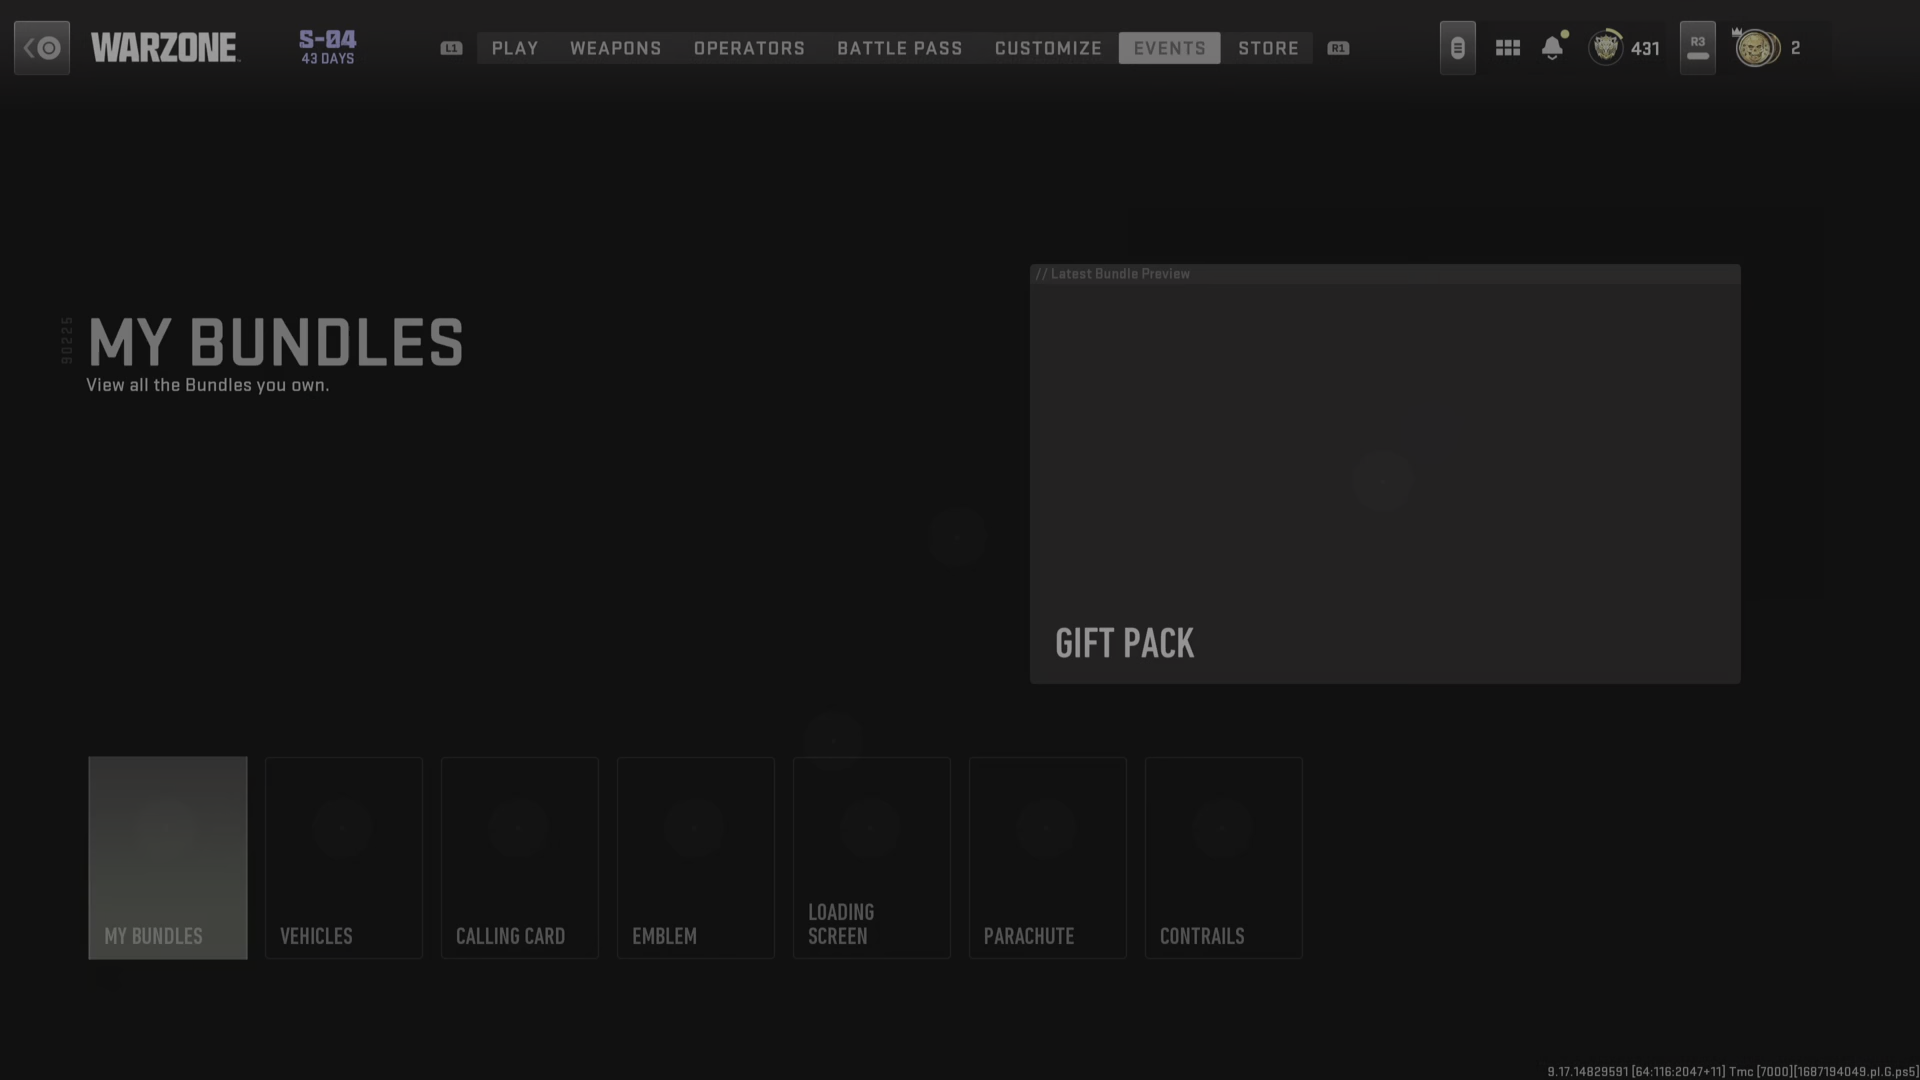 WARZONE
S-04
43 DAYS
L1
PLAY
WEAPONS
OPERATORS
BATTLE PASS
CUSTOMIZE
EVENTS
STORE
R1
431
R3
2
// Latest Bundle Preview
90225
MY BUNDLES
View all the Bundles you own.
GIFT PACK
MY BUNDLES
VEHICLES
CALLING CARD
EMBLEM
LOADING
SCREEN
PARACHUTE
CONTRAILS
9.17.14829591 [64:116:2047+11] Tmc [7000][1687194049.pl.G.ps5]